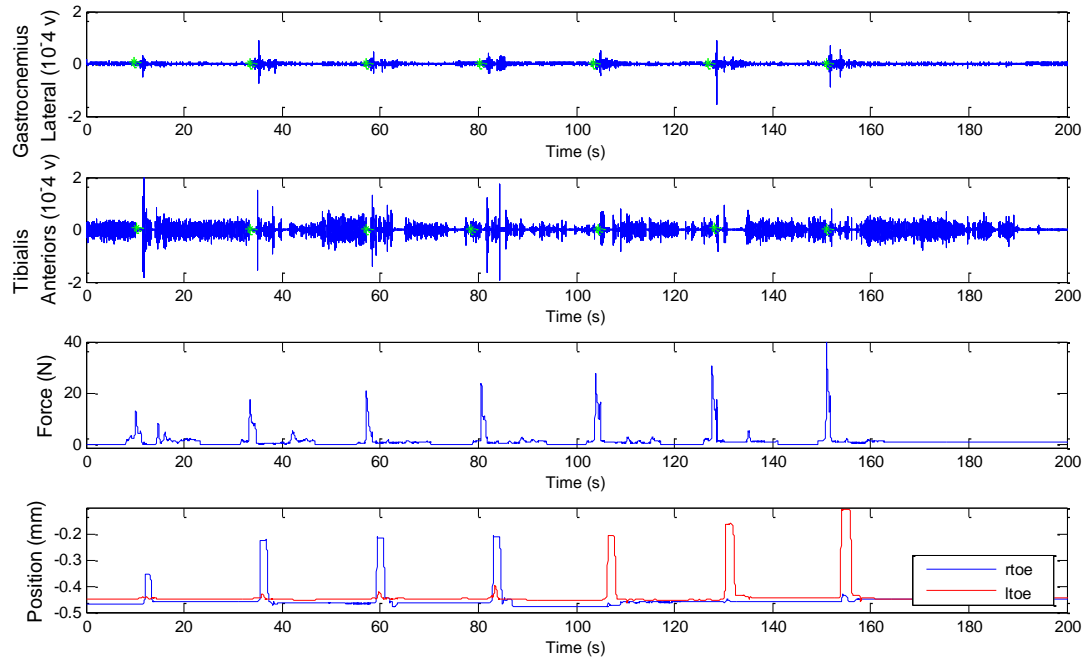 Gastrocnemius
Lateral (10^-4 v)
2
0
-2
0 20 40 60 80 100 120 140 160 180 200
Time (s)
Tiblialis
Anteriors (10^-4 v)
2
0
-2
0 20 40 60 80 100 120 140 160 180 200
Time (s)
Force (N)
40
20
0
0 20 40 60 80 100 120 140 160 180 200
Time (s)
Position (mm)
-0.2
-0.3
-0.4
-0.5
rtoe
ltoe
0 20 40 60 80 100 120 140 160 180 200
Time (s)